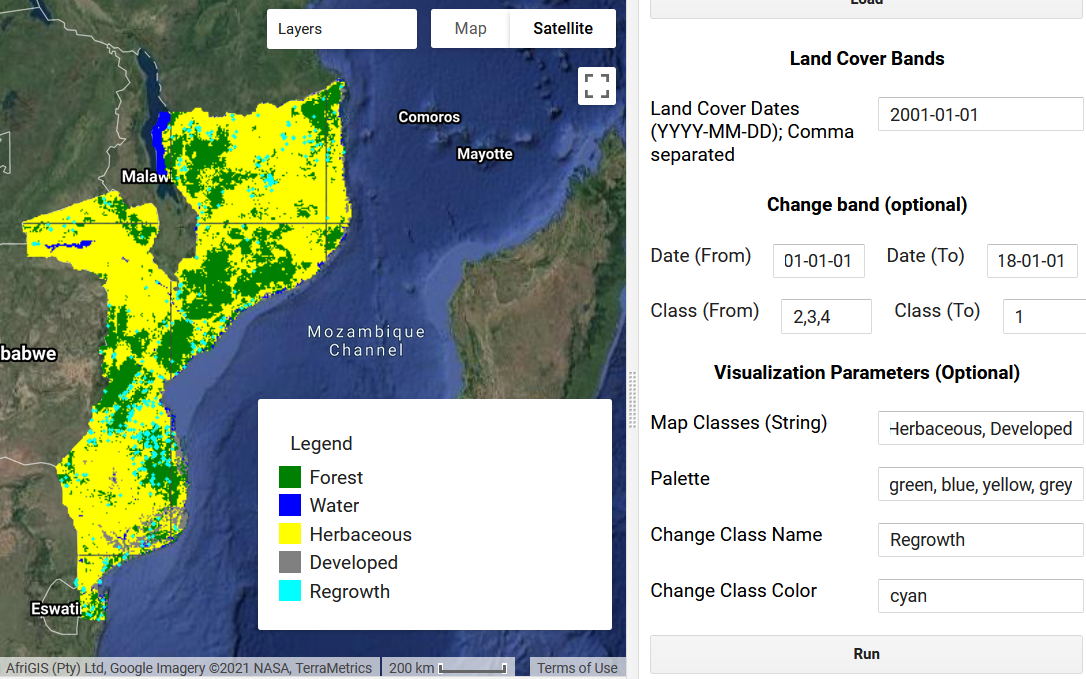 Layers
Map
Satellite
Comoros
Mayotte
Malaw
Mozambique
Channel
babwe
Eswati
Legend
Forest
Water
Herbaceous
Developed
Regrowth
AfriGIS (Pty) Ltd, Google Imagery ©2021 NASA, TerraMetrics
200 km
Terms of Use
Load
Land Cover Bands
Land Cover Dates
(YYYY-MM-DD); Comma
separated
2001-01-01
Change band (optional)
Date (From)
01-01-01
Date (To)
18-01-01
Class (From)
2,3,4
Class (To)
1
Visualization Parameters (Optional)
Map Classes (String)
Herbaceous, Developed
Palette
green, blue, yellow, grey
Change Class Name
Regrowth
Change Class Color
cyan
Run